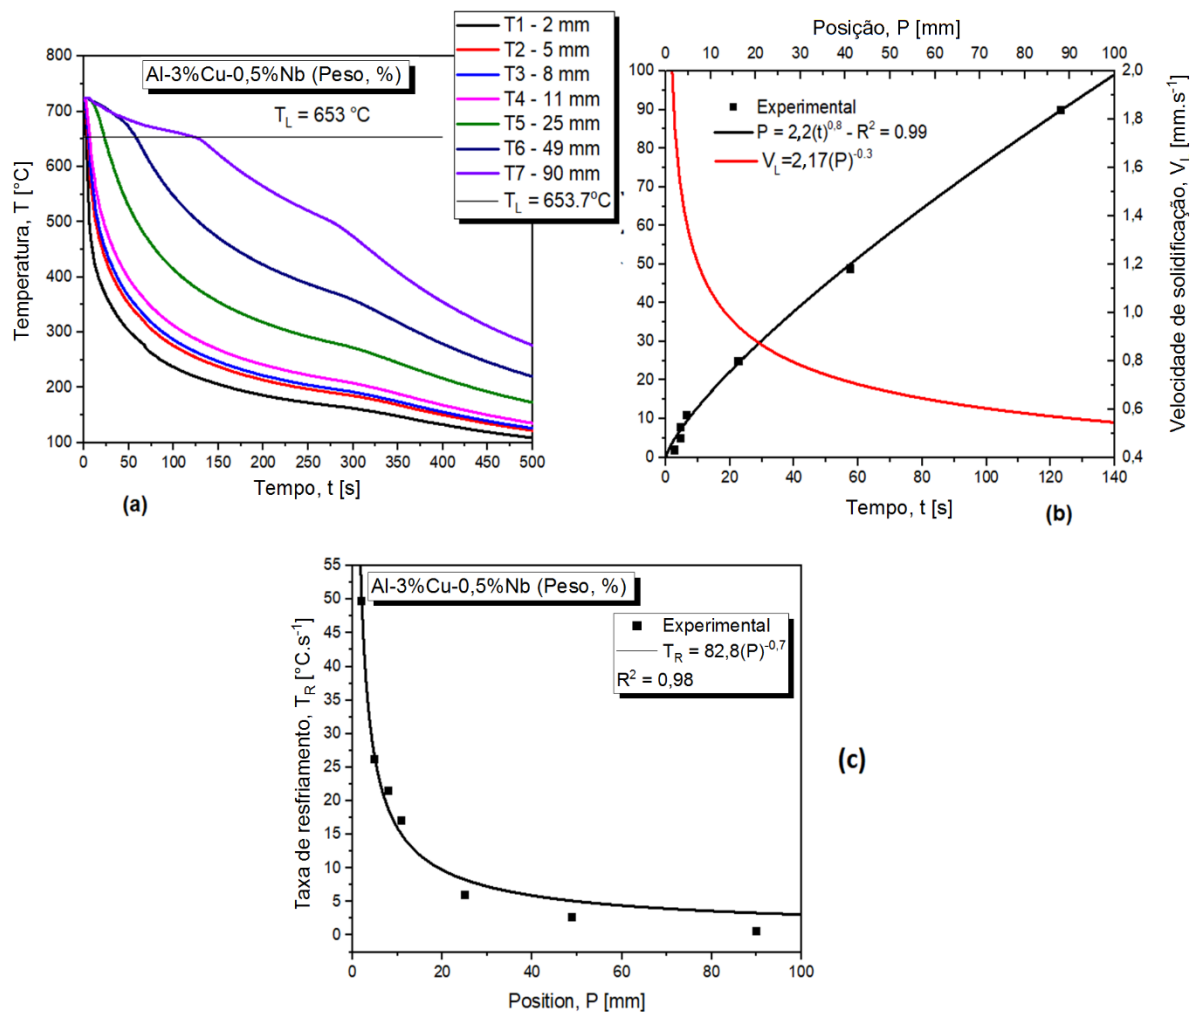 T1 - 2 mm
T2 - 5 mm
T3 - 8 mm
T4 - 11 mm
T5 - 25 mm
T6 - 49 mm
T7 - 90 mm
T_L = 653.7°C
Al-3%Cu-0,5%Nb (Peso, %)
T_L = 653 °C
Temperatura, T [°C]
800
700
600
500
400
300
200
100
0 50 100 150 200 250 300 350 400 450 500
Tempo, t [s]
(a)
Posição, P [mm]
0 10 20 30 40 50 60 70 80 90 100
Experimental
P = 2,2(t)^0,8 - R² = 0.99
V_L=2,17(P)^-0.3
100
90
80
70
60
50
40
30
20
10
0
2,0
1,8
1,6
1,4
1,2
1,0
0,8
0,6
0,4
Velocidade de solidificação, V_L [mm.s⁻¹]
0 20 40 60 80 100 120 140
Tempo, t [s]
(b)
Al-3%Cu-0,5%Nb (Peso, %)
Experimental
T_R = 82,8(P)^-0,7
R² = 0,98
Taxa de resfriamento, T_R [°C.s⁻¹]
55
50
45
40
35
30
25
20
15
10
5
0
0 20 40 60 80 100
Position, P [mm]
(c)